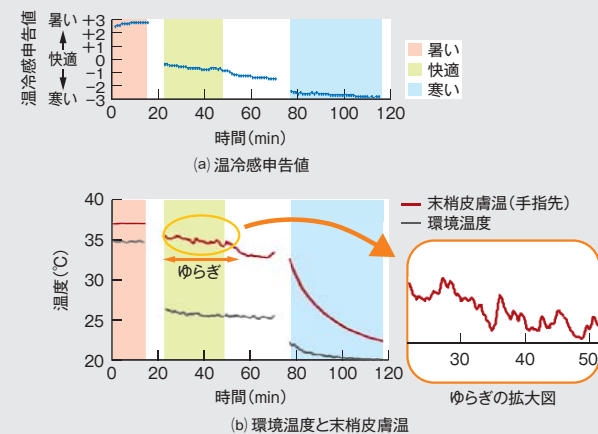 温冷感申告値
暑い
快適
寒い
+3
+2
+1
0
−1
−2
−3
0 20 40 60 80 100 120
時間(min)
暑い
快適
寒い
(a) 温冷感申告値
温度(℃)
40
35
30
25
20
ゆらぎ
0 20 40 60 80 100 120
時間(min)
末梢皮膚温(手指先)
環境温度
30 40 50
ゆらぎの拡大図
(b) 環境温度と末梢皮膚温